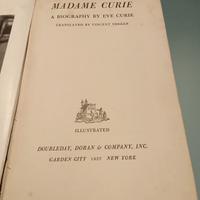 MADAME CURIE
A BIOGRAPHY BY EVE CURIE
TRANSLATED BY VINCENT SHEEAN
ILLUSTRATED
DOUBLEDAY, DORAN & COMPANY, INC.
GARDEN CITY 1937 NEW YORK